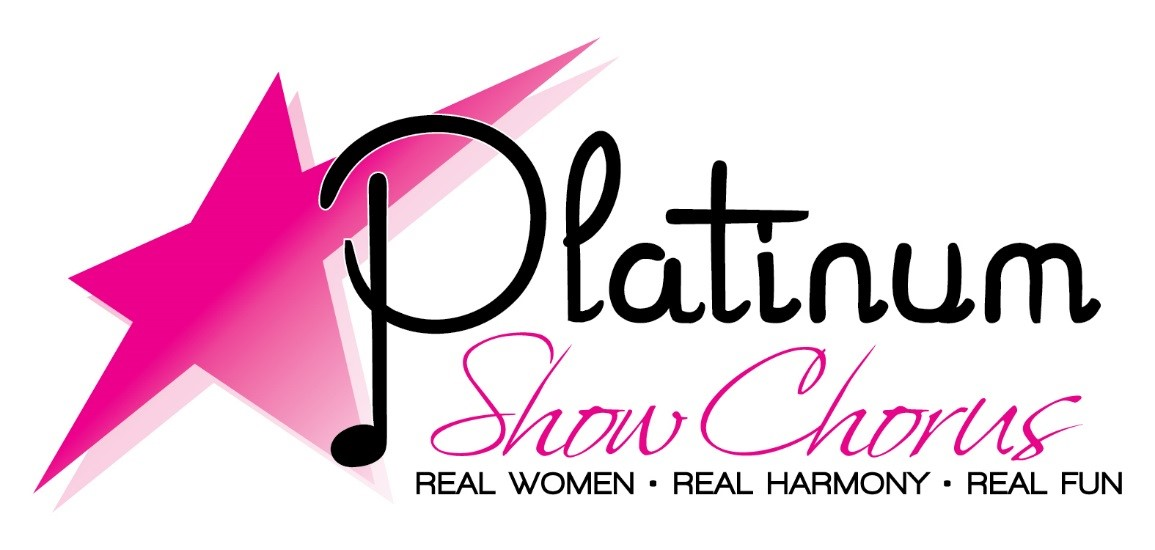 Platinum
Show Chorus
REAL WOMEN • REAL HARMONY • REAL FUN